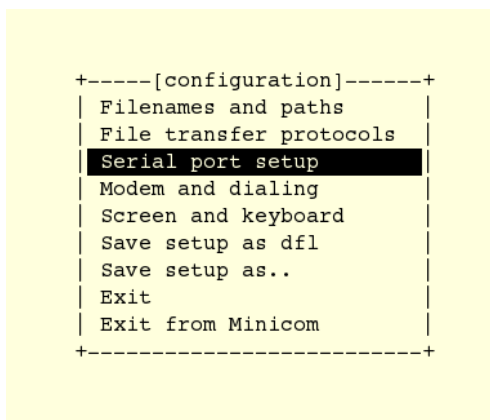 +-----[configuration]------+
| Filenames and paths |
| File transfer protocols |
| Serial port setup |
| Modem and dialing |
| Screen and keyboard |
| Save setup as dfl |
| Save setup as.. |
| Exit |
| Exit from Minicom |
+--------------------------+